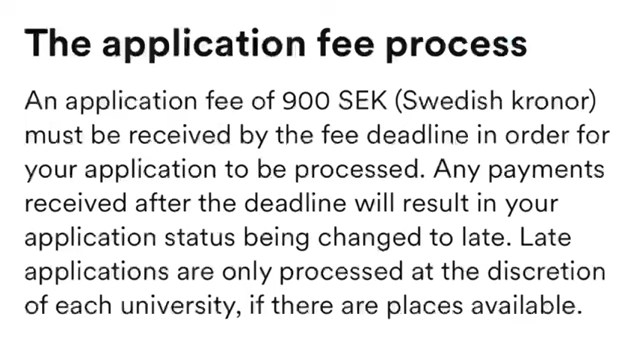 The application fee process
An application fee of 900 SEK (Swedish kronor)
must be received by the fee deadline in order for
your application to be processed. Any payments
received after the deadline will result in your
application status being changed to late. Late
applications are only processed at the discretion
of each university, if there are places available.